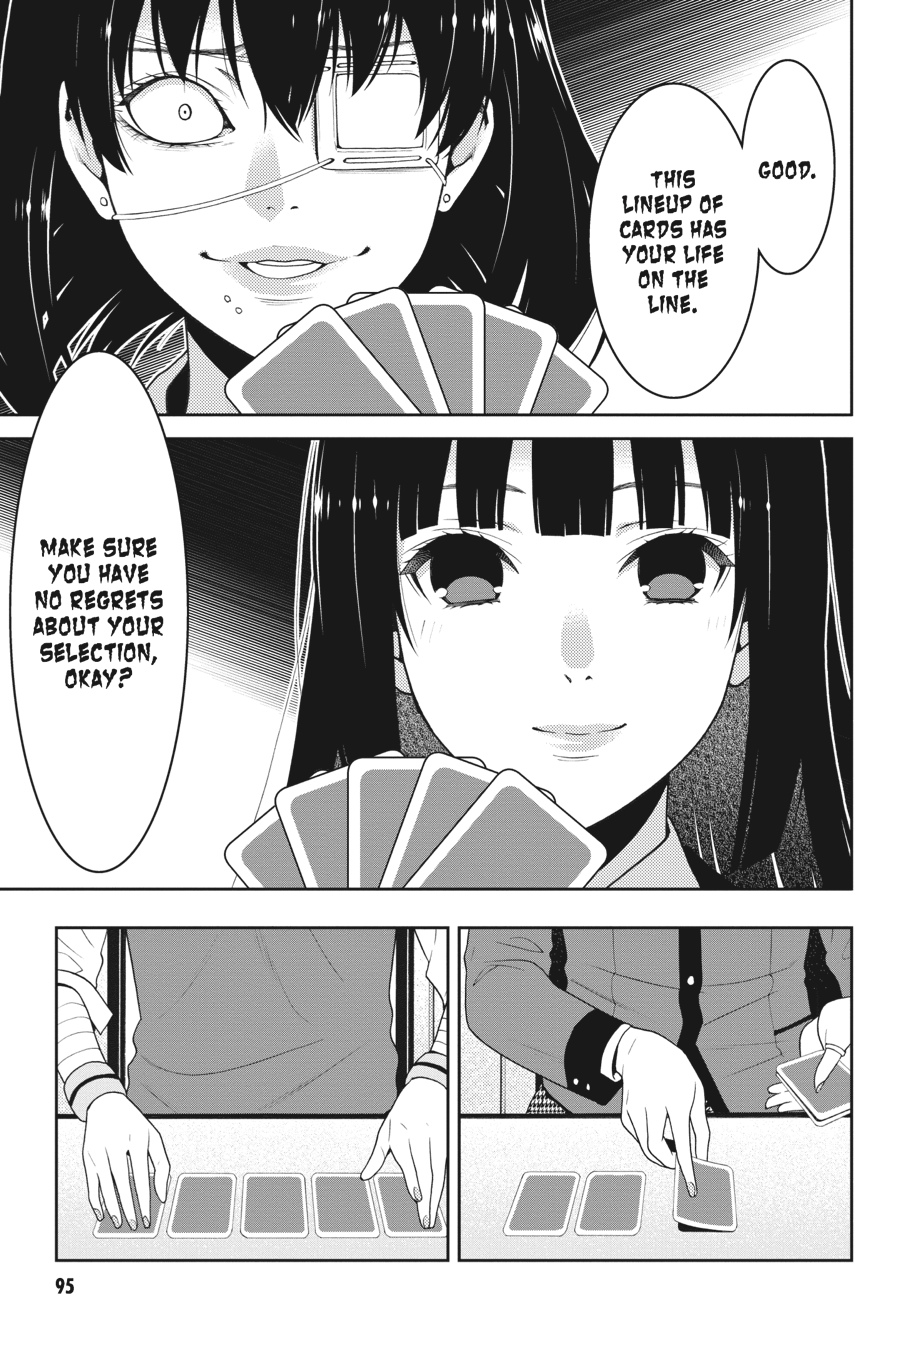 GOOD.
THIS
LINEUP OF
CARDS HAS
YOUR LIFE
ON THE
LINE.
MAKE SURE
YOU HAVE
NO REGRETS
ABOUT YOUR
SELECTION,
OKAY?
95